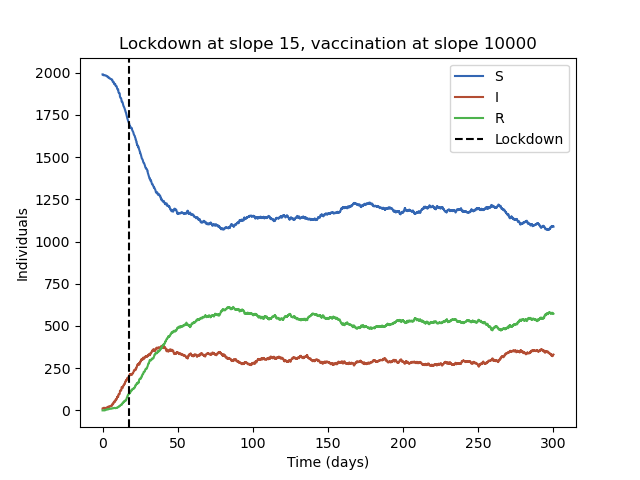 Lockdown at slope 15, vaccination at slope 10000
S
I
R
Lockdown
Individuals
2000
1750
1500
1250
1000
750
500
250
0
0 50 100 150 200 250 300
Time (days)